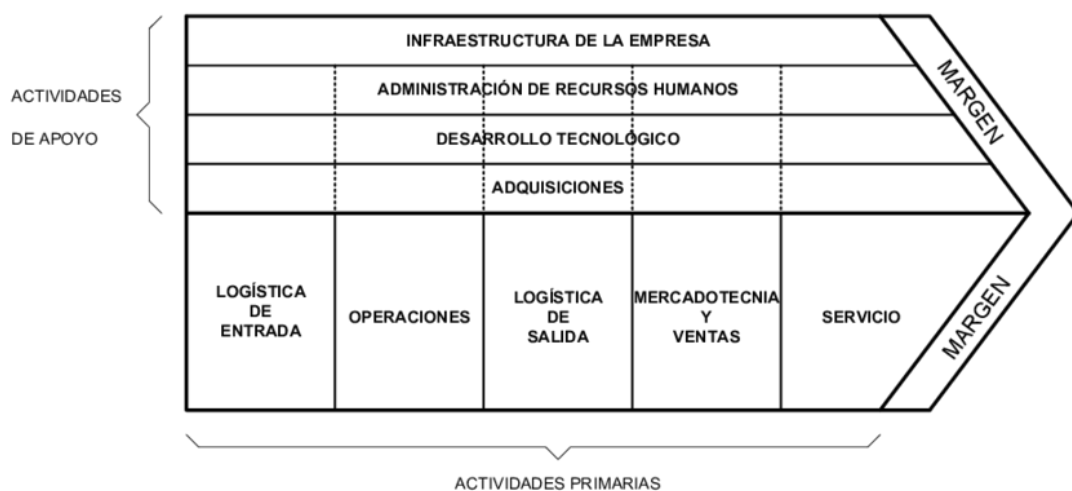 INFRAESTRUCTURA DE LA EMPRESA
ADMINISTRACIÓN DE RECURSOS HUMANOS
DESARROLLO TECNOLÓGICO
ADQUISICIONES
ACTIVIDADES
DE APOYO
MARGEN
LOGÍSTICA
DE
ENTRADA
OPERACIONES
LOGÍSTICA
DE
SALIDA
MERCADOTECNIA
Y
VENTAS
SERVICIO
MARGEN
ACTIVIDADES PRIMARIAS